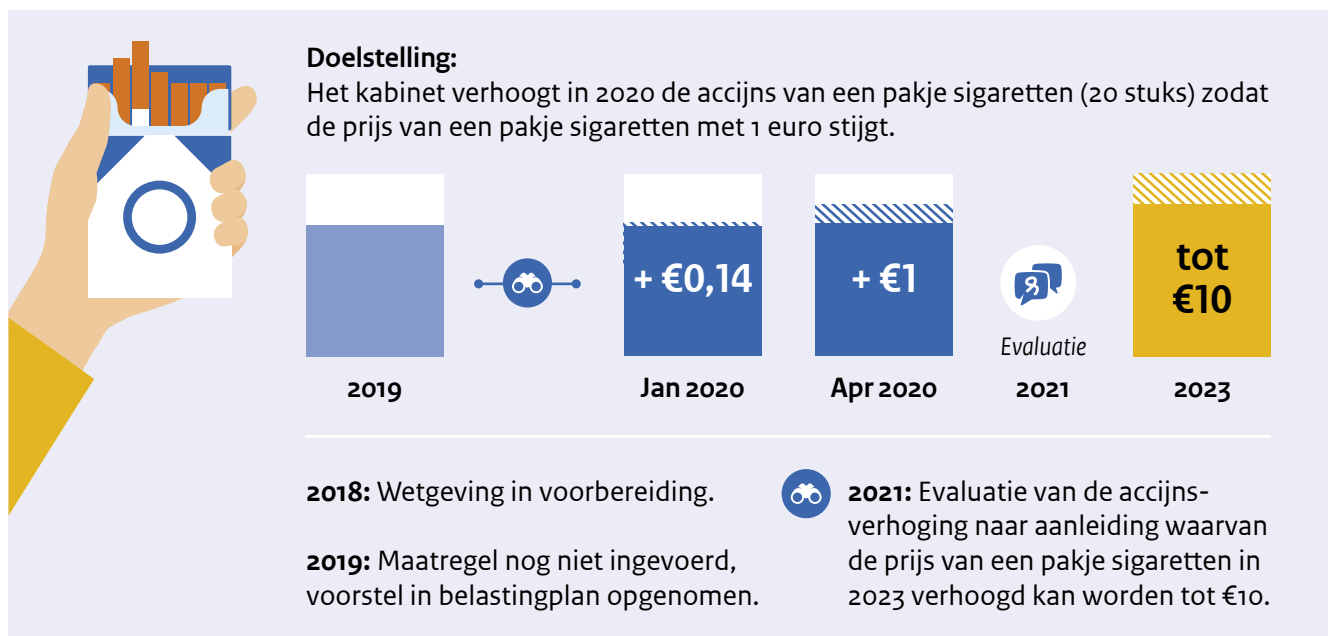 Doelstelling:
Het kabinet verhoogt in 2020 de accijns van een pakje sigaretten (20 stuks) zodat
de prijs van een pakje sigaretten met 1 euro stijgt.
+ €0,14
+ €1
tot
€10
Evaluatie
2019
Jan 2020
Apr 2020
2021
2023
2018: Wetgeving in voorbereiding.
2019: Maatregel nog niet ingevoerd,
voorstel in belastingplan opgenomen.
2021: Evaluatie van de accijns-
verhoging naar aanleiding waarvan
de prijs van een pakje sigaretten in
2023 verhoogd kan worden tot €10.